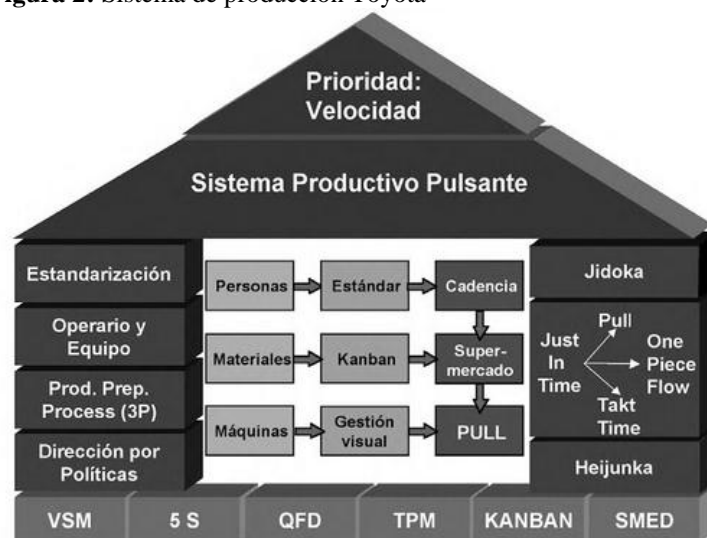 Figura 2: Sistema de producción Toyota
Prioridad:
Velocidad
Sistema Productivo Pulsante
Estandarización
Operario y
Equipo
Prod. Prep.
Process (3P)
Dirección por
Políticas
Personas
Estándar
Cadencia
Materiales
Kanban
Super-
mercado
Máquinas
Gestión
visual
PULL
Jidoka
Just
In
Time
Pull
One
Piece
Flow
Takt
Time
Heijunka
VSM
5 S
QFD
TPM
KANBAN
SMED